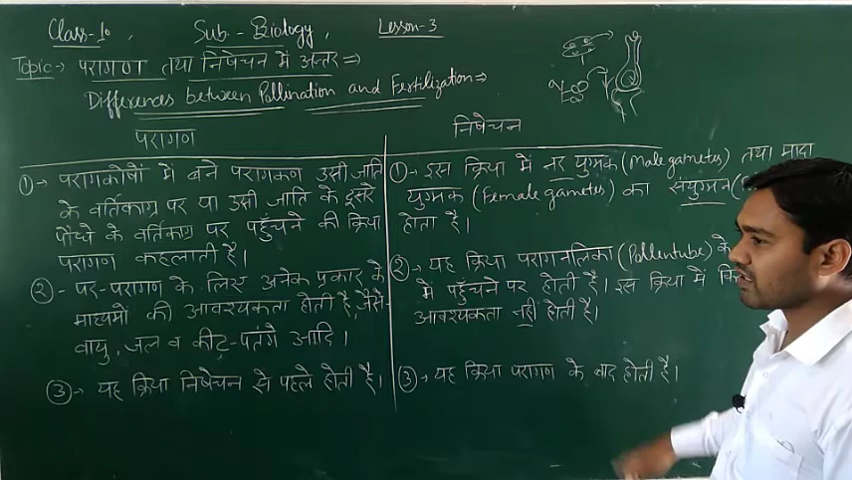 Class-10, Sub.- Biology, Lesson-3
Topic:- परागण तथा निषेचन में अन्तर ⇒
Differences between Pollination and Fertilization ⇒
परागण
① → परागकोषों में बने परागकण उसी जाति
के वर्तिकाग्र पर या उसी जाति के दूसरे
पौधे के वर्तिकाग्र पर पहुँचने की क्रिया
परागण कहलाती है।
② - पर-परागण के लिए अनेक प्रकार के
माध्यमों की आवश्यकता होती है, जैसे-
वायु, जल व कीट-पतंगे आदि।
③ → यह क्रिया निषेचन से पहले होती है।
निषेचन
① → इस क्रिया में नर युग्मक (Male gametes) तथा मादा
युग्मक (Female gametes) का संयुग्मन
होता है।
② → यह क्रिया परागनलिका (Pollentube) के
में पहुँचने पर होती है। इस क्रिया में
आवश्यकता नहीं होती है।
③ → यह क्रिया परागण के बाद होती है।